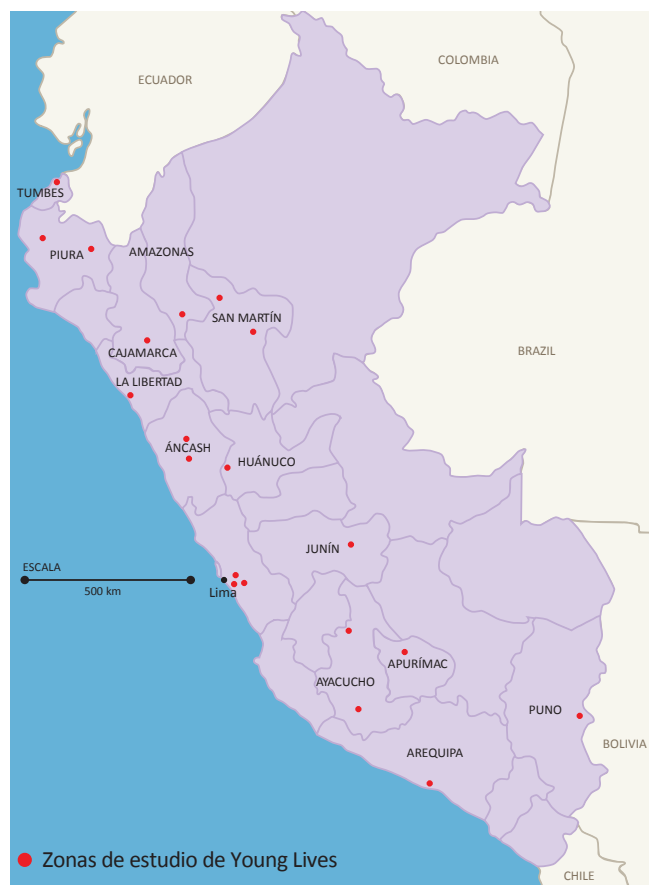 COLOMBIA
ECUADOR
TUMBES
PIURA
AMAZONAS
SAN MARTÍN
CAJAMARCA
BRAZIL
LA LIBERTAD
ÁNCASH
HUÁNUCO
JUNÍN
ESCALA
500 km
Lima
APURÍMAC
AYACUCHO
PUNO
BOLIVIA
AREQUIPA
Zonas de estudio de Young Lives
CHILE